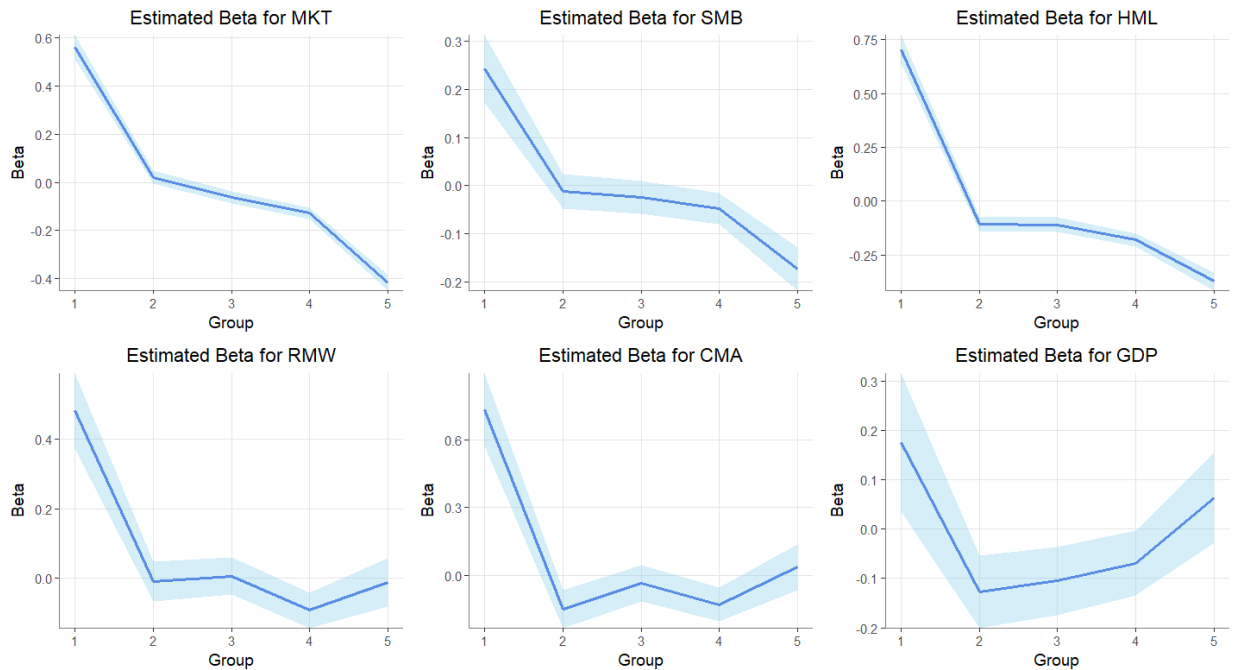 Estimated Beta for MKT
0.6
0.4
0.2
0.0
-0.2
-0.4
Beta
1 2 3 4 5
Group
Estimated Beta for SMB
0.3
0.2
0.1
0.0
-0.1
-0.2
Beta
1 2 3 4 5
Group
Estimated Beta for HML
0.75
0.50
0.25
0.00
-0.25
Beta
1 2 3 4 5
Group
Estimated Beta for RMW
0.4
0.2
0.0
Beta
1 2 3 4 5
Group
Estimated Beta for CMA
0.6
0.3
0.0
Beta
1 2 3 4 5
Group
Estimated Beta for GDP
0.3
0.2
0.1
0.0
-0.1
-0.2
Beta
1 2 3 4 5
Group